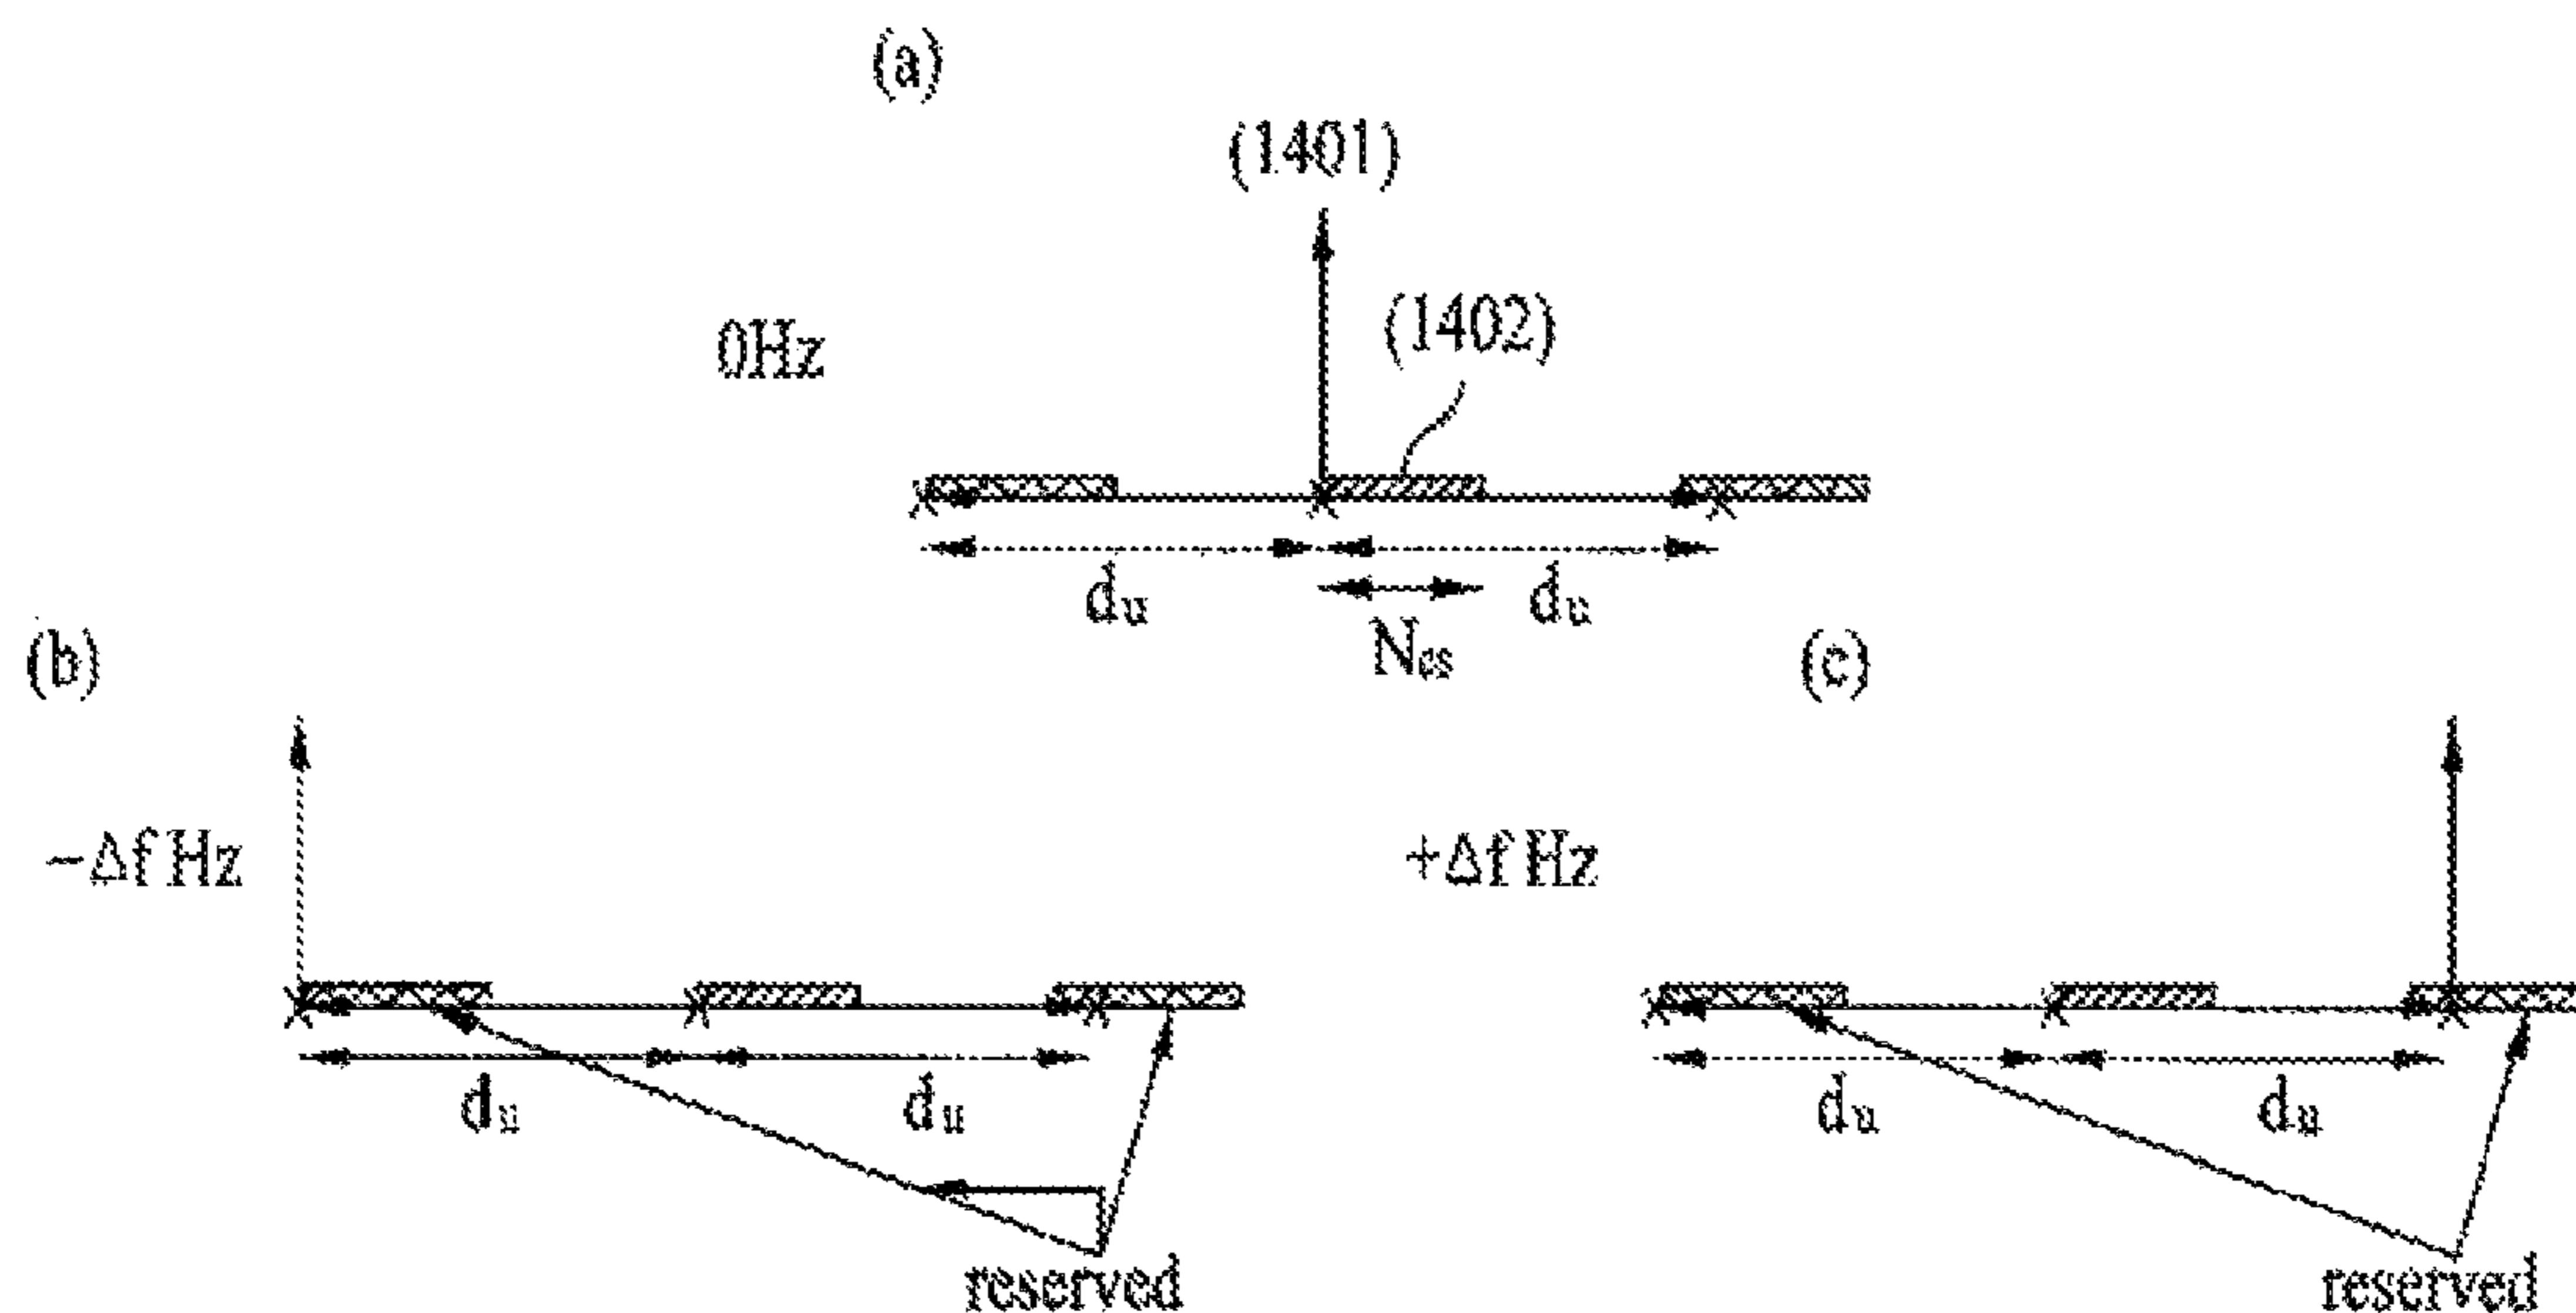 (a)
(1401)
0Hz
(1402)
du
Ncs
du
(b)
(c)
−Δf Hz
+Δf Hz
du
du
du
du
reserved
reserved